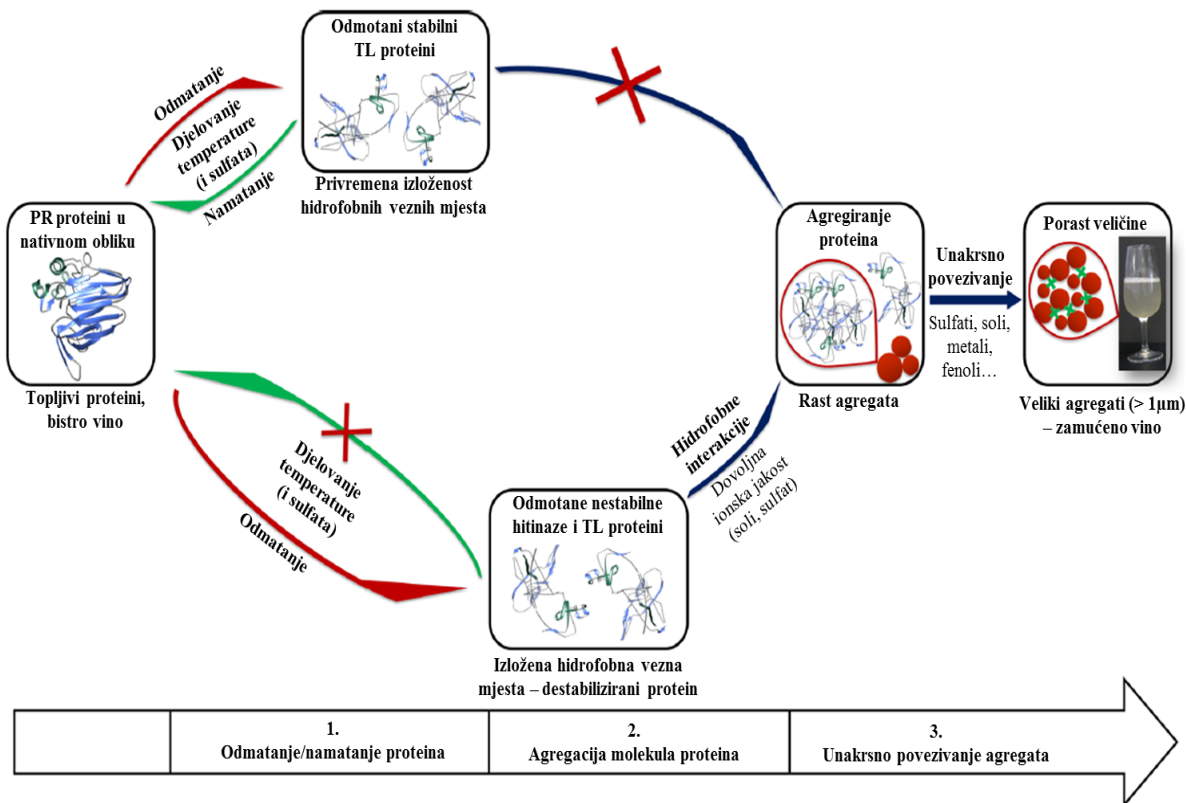 Odmotani stabilni
TL proteini
Privremena izloženost
hidrofobnih veznih mjesta
Odmatanje
Djelovanje
temperature
(i sulfata)
Namatanje
PR proteini u
nativnom obliku
Topljivi proteini,
bistro vino
Agregiranje
proteina
Rast agregata
Unakrsno
povezivanje
Sulfati, soli,
metali,
fenoli…
Porast veličine
Veliki agregati (> 1µm)
– zamućeno vino
Djelovanje
temperature
(i sulfata)
Odmatanje
Hidrofobne
interakcije
Dovoljna
ionska jakost
(soli, sulfat)
Odmotane nestabilne
hitinaze i TL proteini
Izložena hidrofobna vezna
mjesta – destabilizirani protein
1.
Odmatanje/namatanje proteina
2.
Agregacija molekula proteina
3.
Unakrsno povezivanje agregata